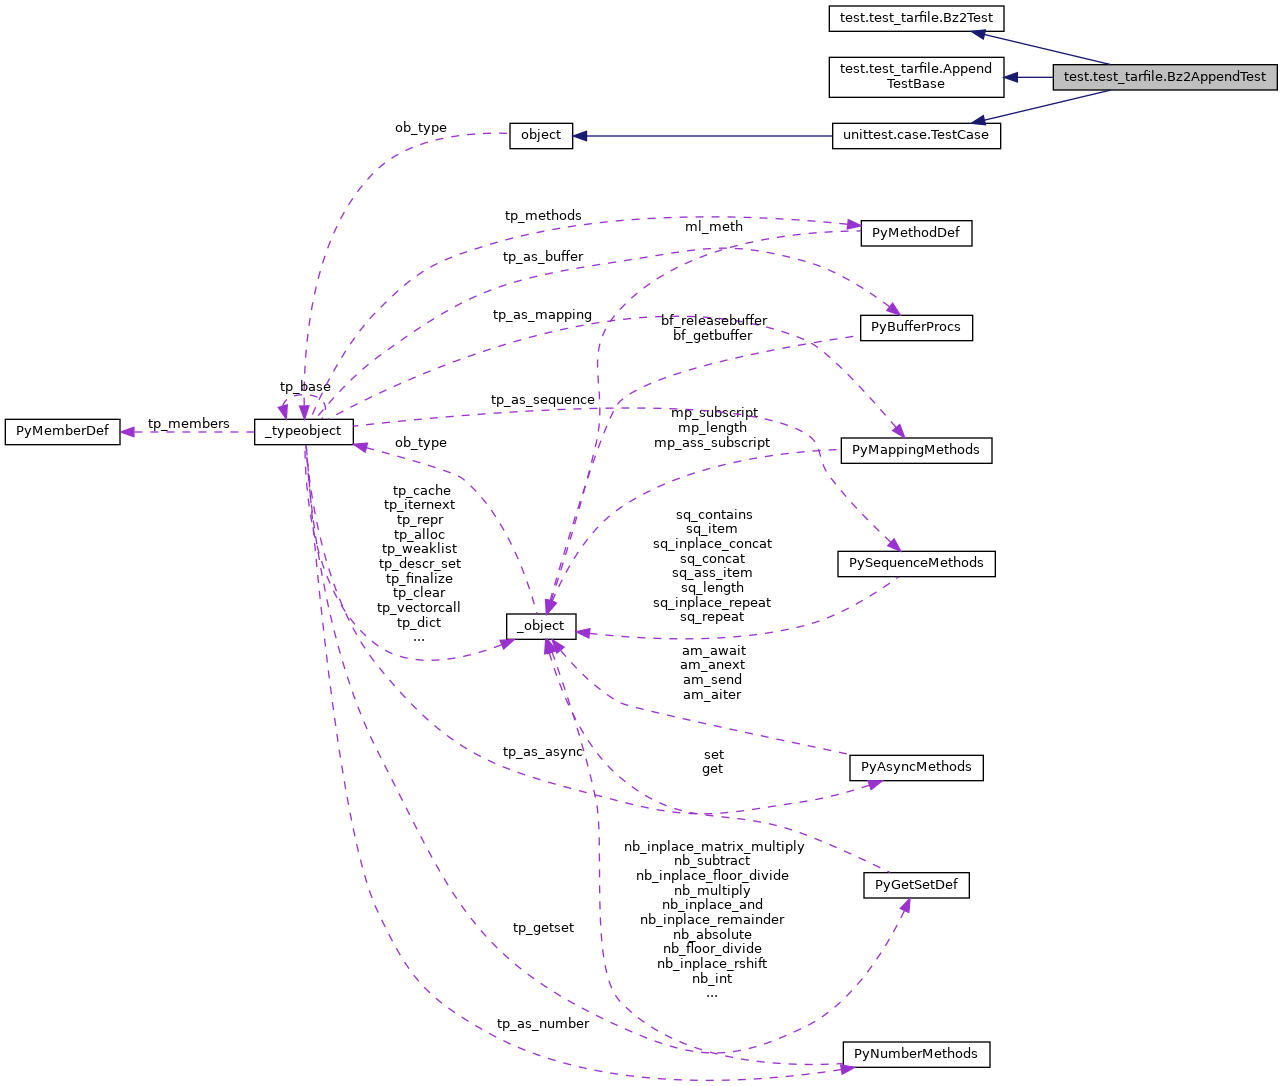 test.test_tarfile.Bz2Test
test.test_tarfile.Append
TestBase
test.test_tarfile.Bz2AppendTest
ob_type
object
unittest.case.TestCase
tp_methods
ml_meth
PyMethodDef
tp_as_buffer
tp_as_mapping
bf_releasebuffer
bf_getbuffer
PyBufferProcs
tp_base
tp_as_sequence
PyMemberDef
tp_members
_typeobject
ob_type
mp_subscript
mp_length
mp_ass_subscript
PyMappingMethods
tp_cache
tp_iternext
tp_repr
tp_alloc
tp_weaklist
tp_descr_set
tp_finalize
tp_clear
tp_vectorcall
tp_dict
...
sq_contains
sq_item
sq_inplace_concat
sq_concat
sq_ass_item
sq_length
sq_inplace_repeat
sq_repeat
PySequenceMethods
_object
am_await
am_anext
am_send
am_aiter
tp_as_async
set
get
PyAsyncMethods
nb_inplace_matrix_multiply
nb_subtract
nb_inplace_floor_divide
nb_multiply
nb_inplace_and
nb_inplace_remainder
nb_absolute
nb_floor_divide
nb_inplace_rshift
nb_int
...
PyGetSetDef
tp_getset
tp_as_number
PyNumberMethods